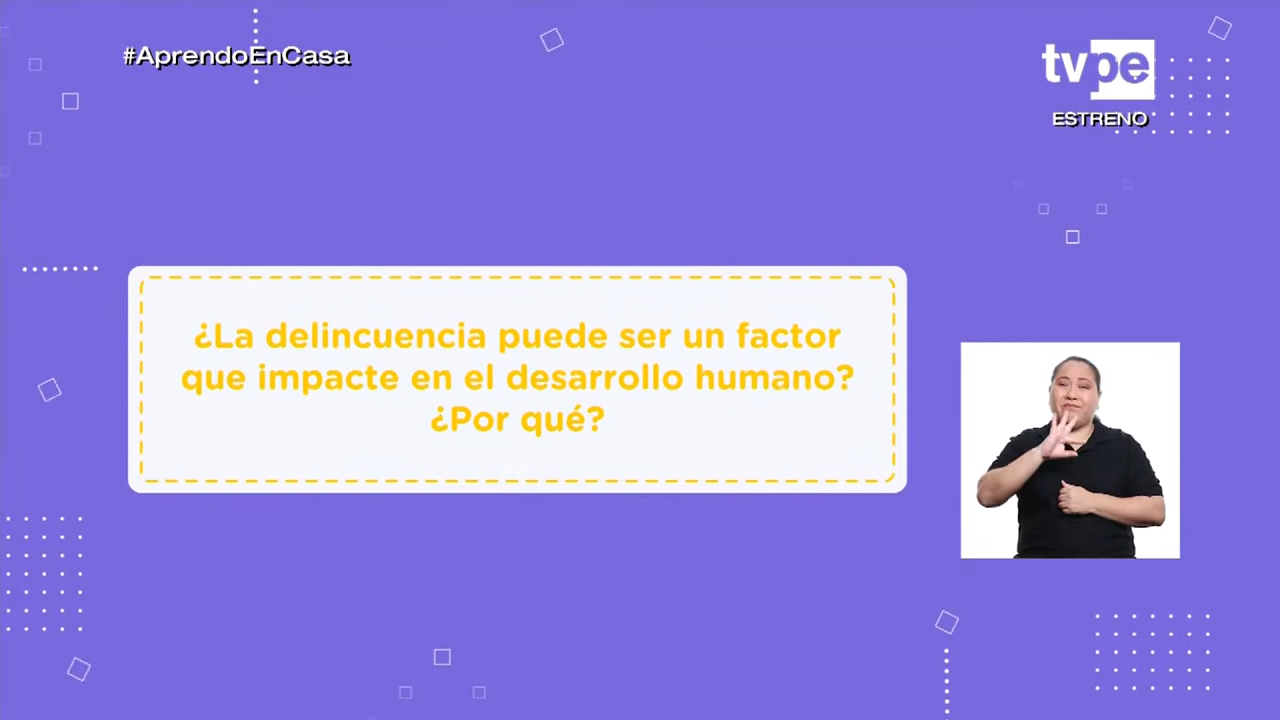 #AprendoEnCasa
tvpe
ESTRENO
¿La delincuencia puede ser un factor
que impacte en el desarrollo humano?
¿Por qué?